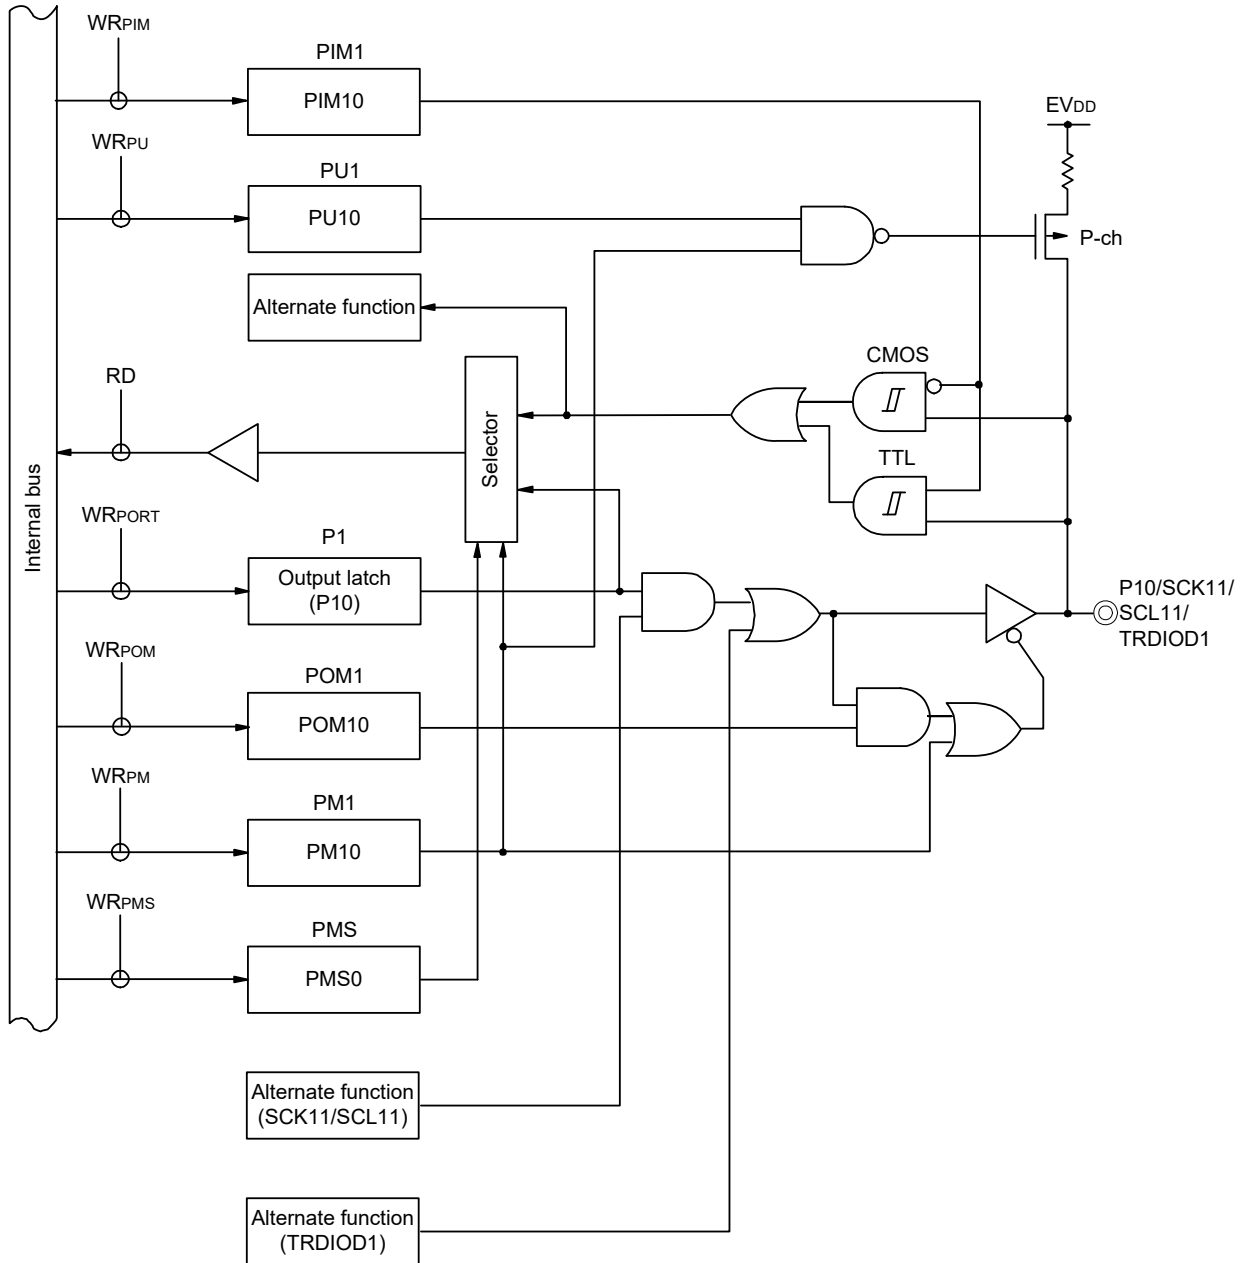 WRPIM
PIM1
PIM10
EVDD
WRPU
PU1
PU10
P-ch
Alternate function
CMOS
RD
Selector
TTL
Internal bus
WRPORT
P1
Output latch
(P10)
P10/SCK11/
SCL11/
TRDIOD1
WRPOM
POM1
POM10
WRPM
PM1
PM10
WRPMS
PMS
PMS0
Alternate function
(SCK11/SCL11)
Alternate function
(TRDIOD1)